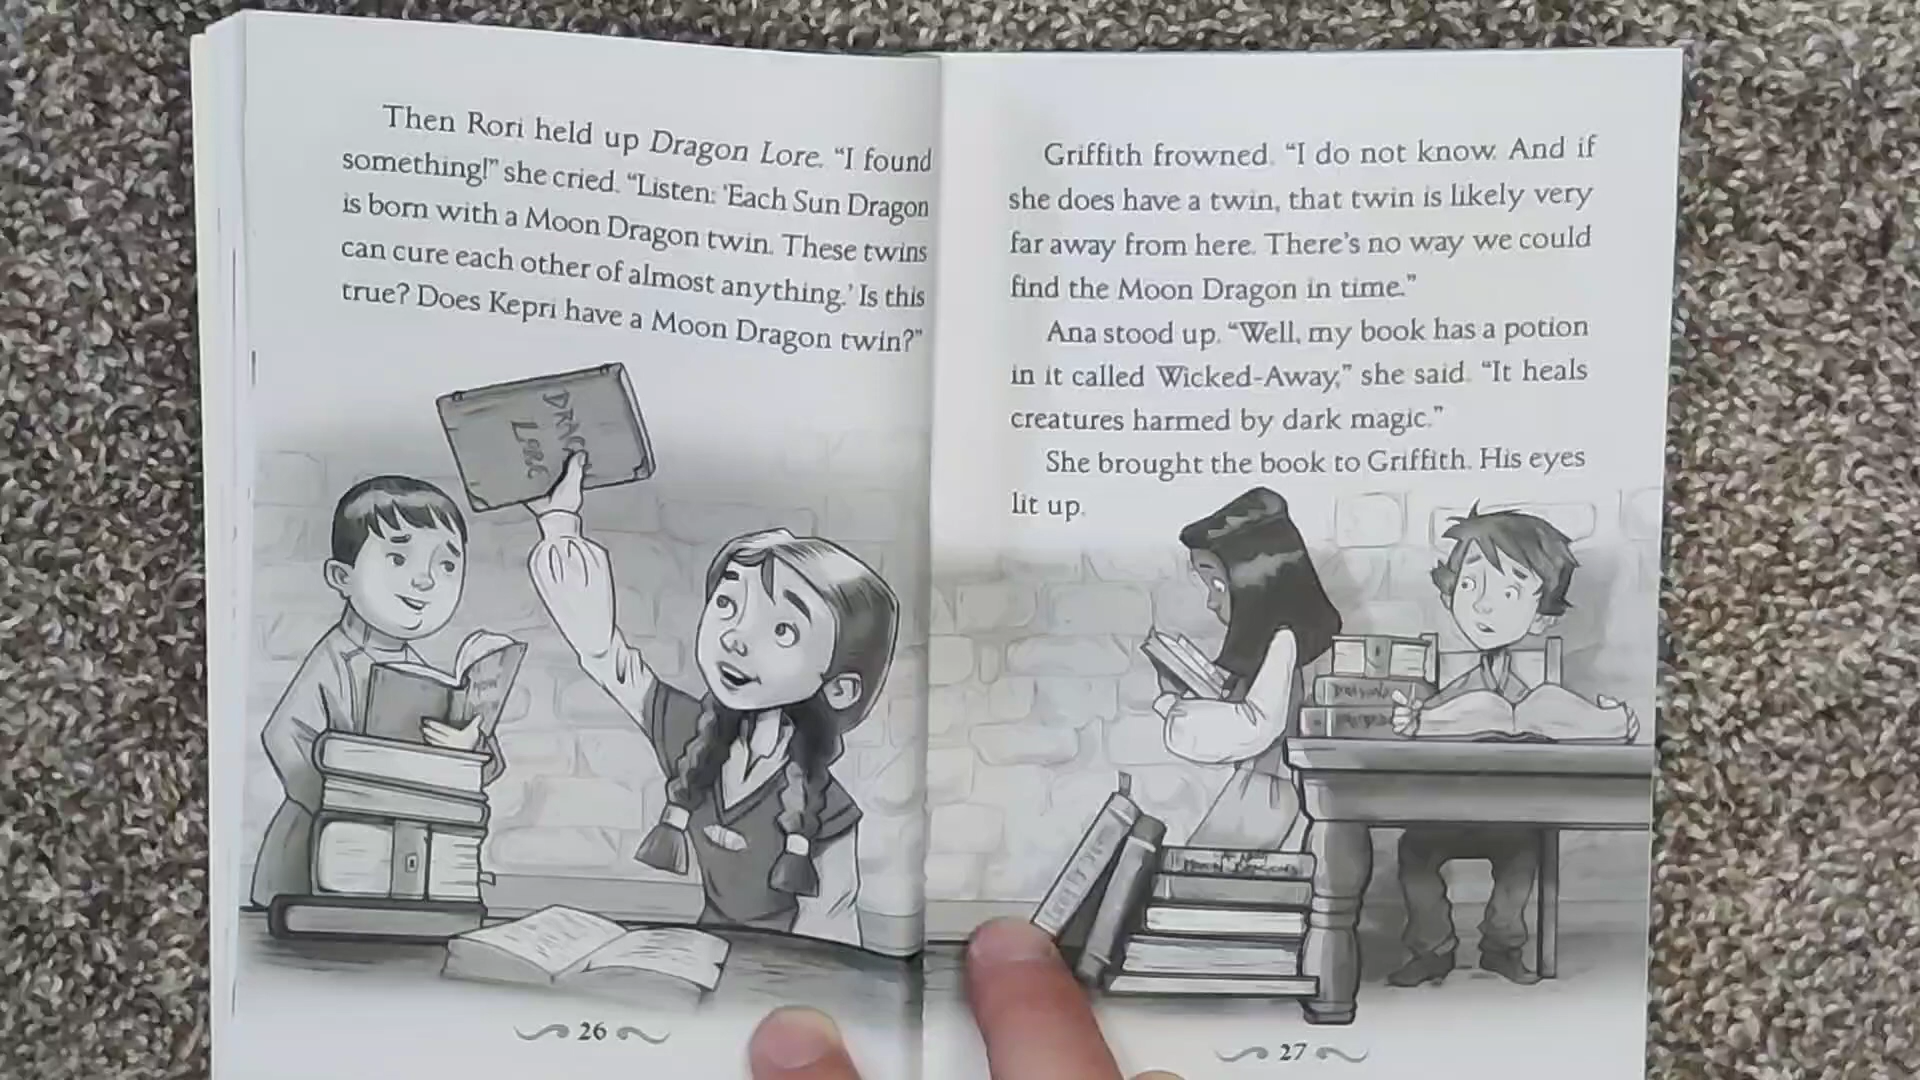 Then Rori held up Dragon Lore. “I found
something!” she cried. “Listen: ‘Each Sun Dragon
is born with a Moon Dragon twin. These twins
can cure each other of almost anything.’ Is this
true? Does Kepri have a Moon Dragon twin?”
DRAGON
LORE
HOW
26
Griffith frowned. “I do not know. And if
she does have a twin, that twin is likely very
far away from here. There’s no way we could
find the Moon Dragon in time.”
Ana stood up. “Well, my book has a potion
in it called Wicked-Away,” she said. “It heals
creatures harmed by dark magic.”
She brought the book to Griffith. His eyes
lit up.
27